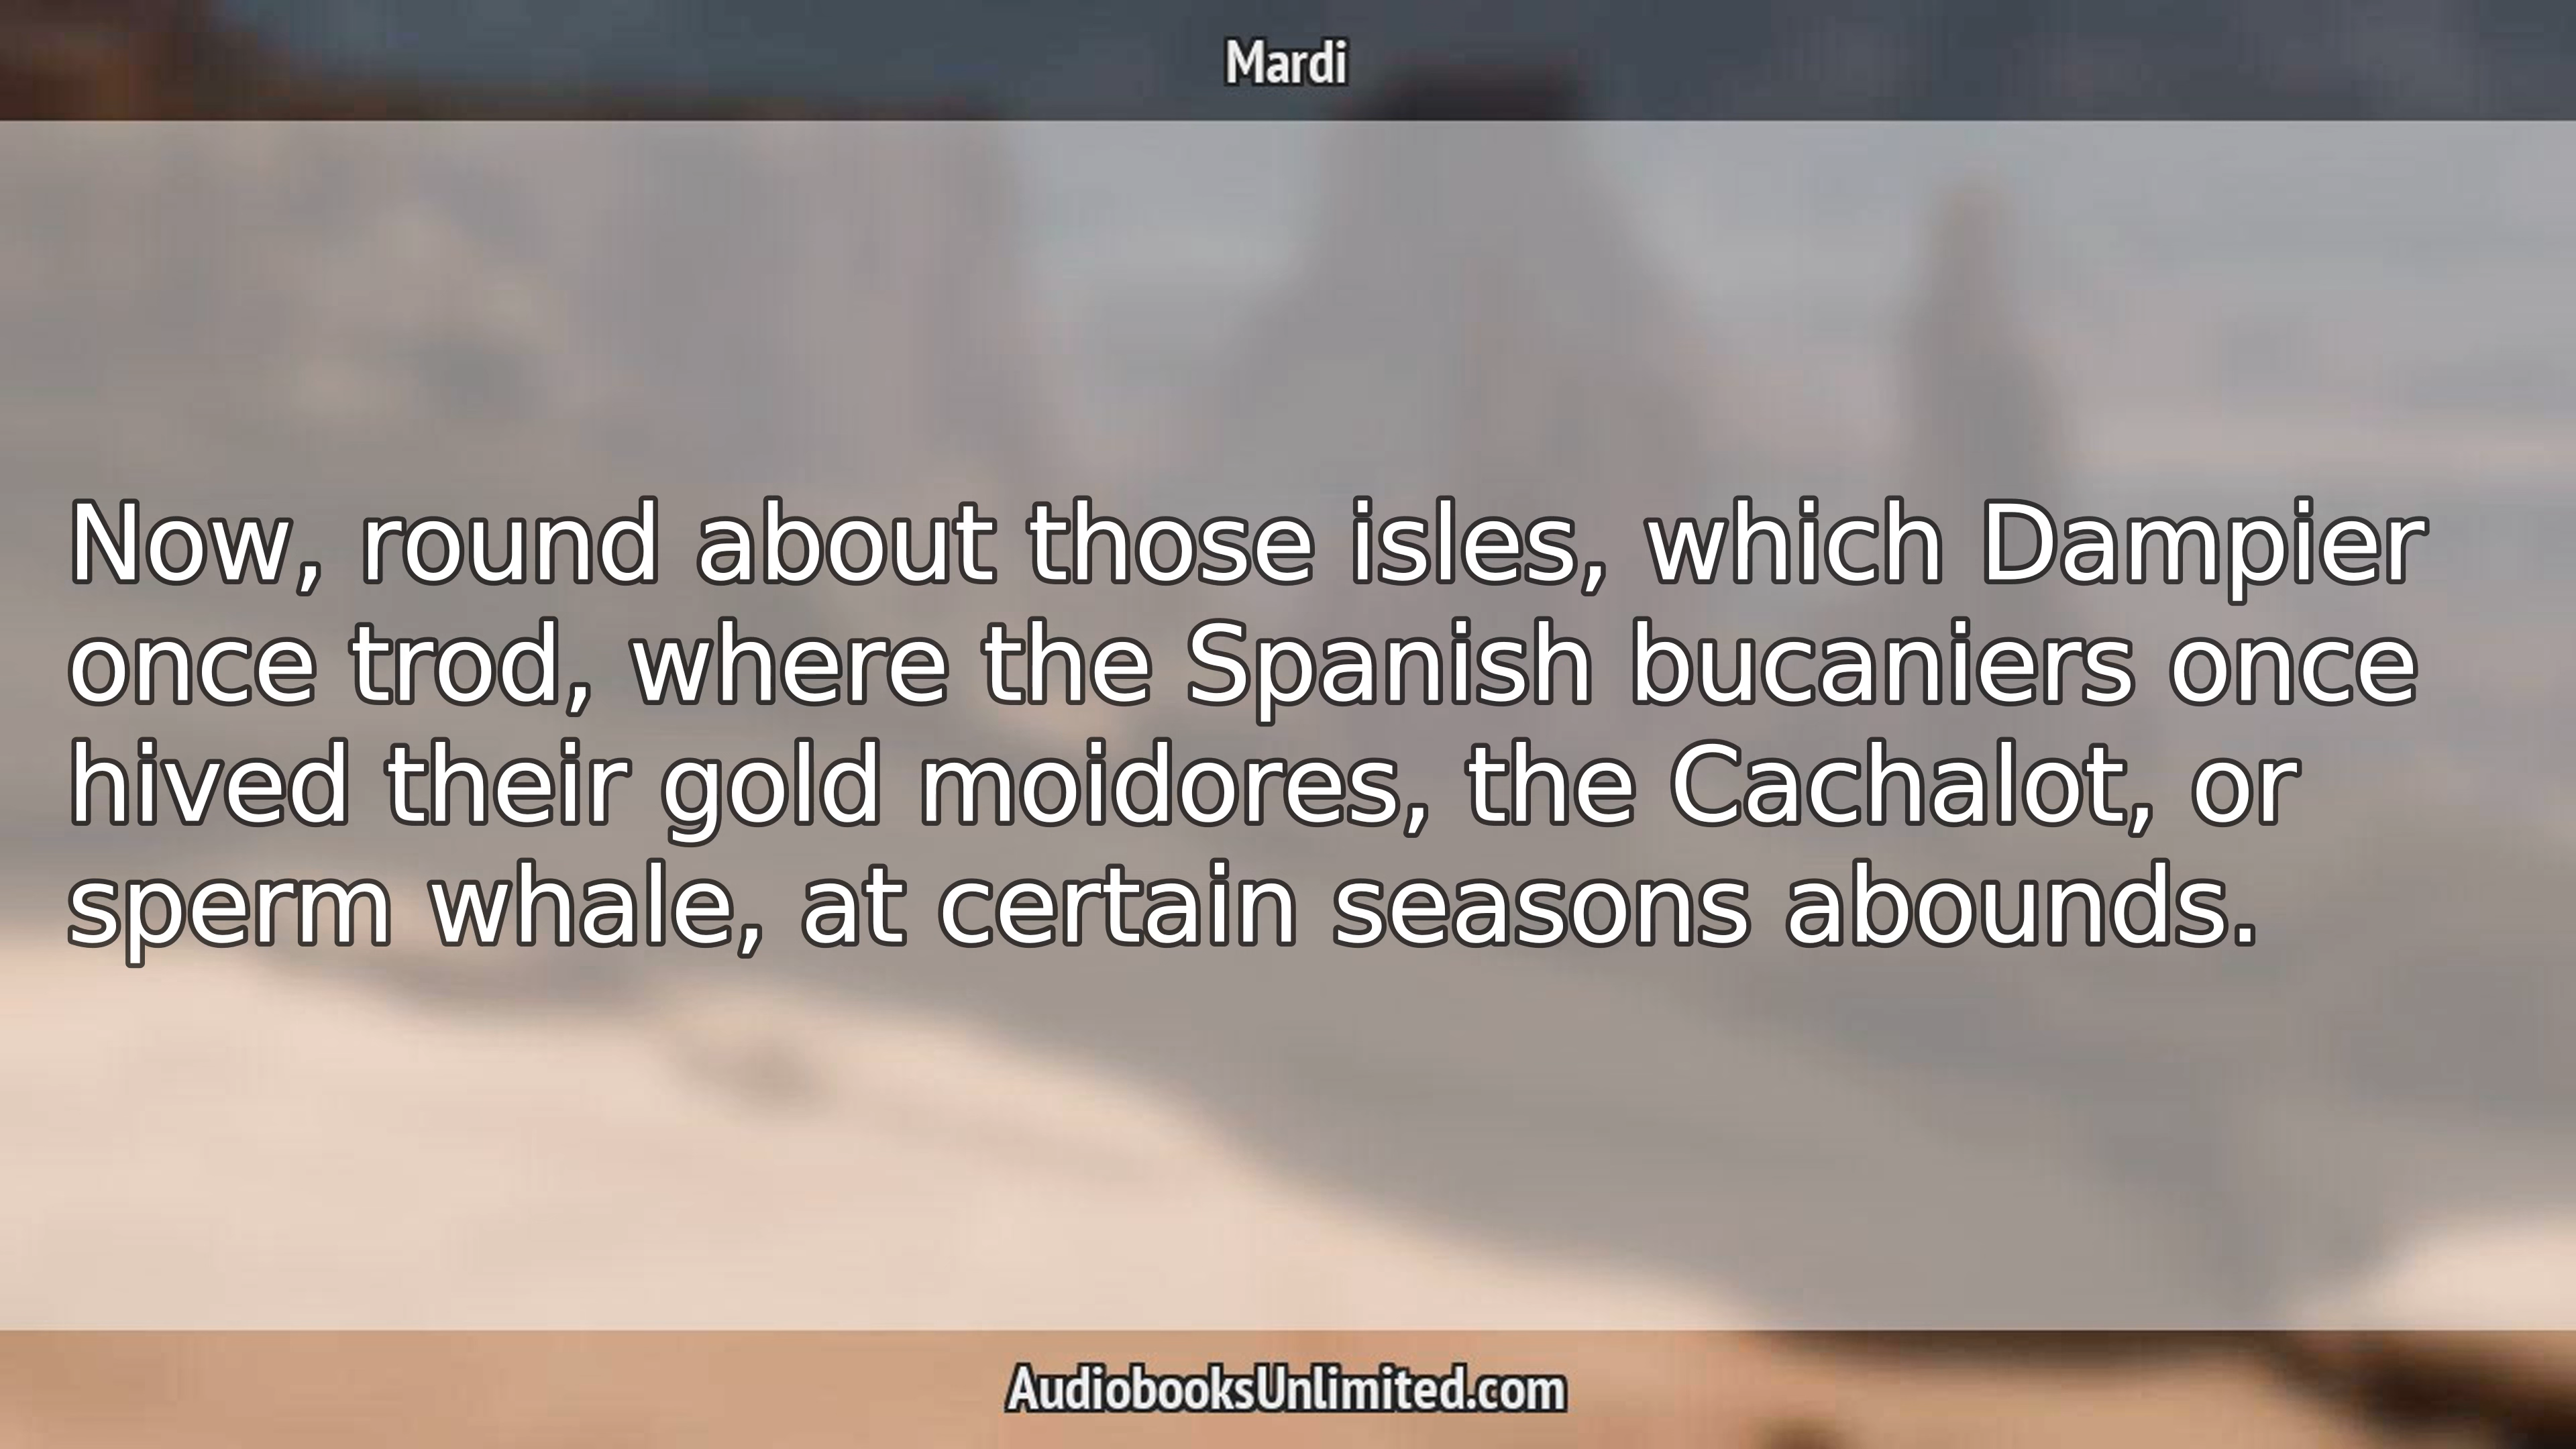 Mardi
Now, round about those isles, which Dampier
once trod, where the Spanish bucaniers once
hived their gold moidores, the Cachalot, or
sperm whale, at certain seasons abounds.
AudiobooksUnlimited.com